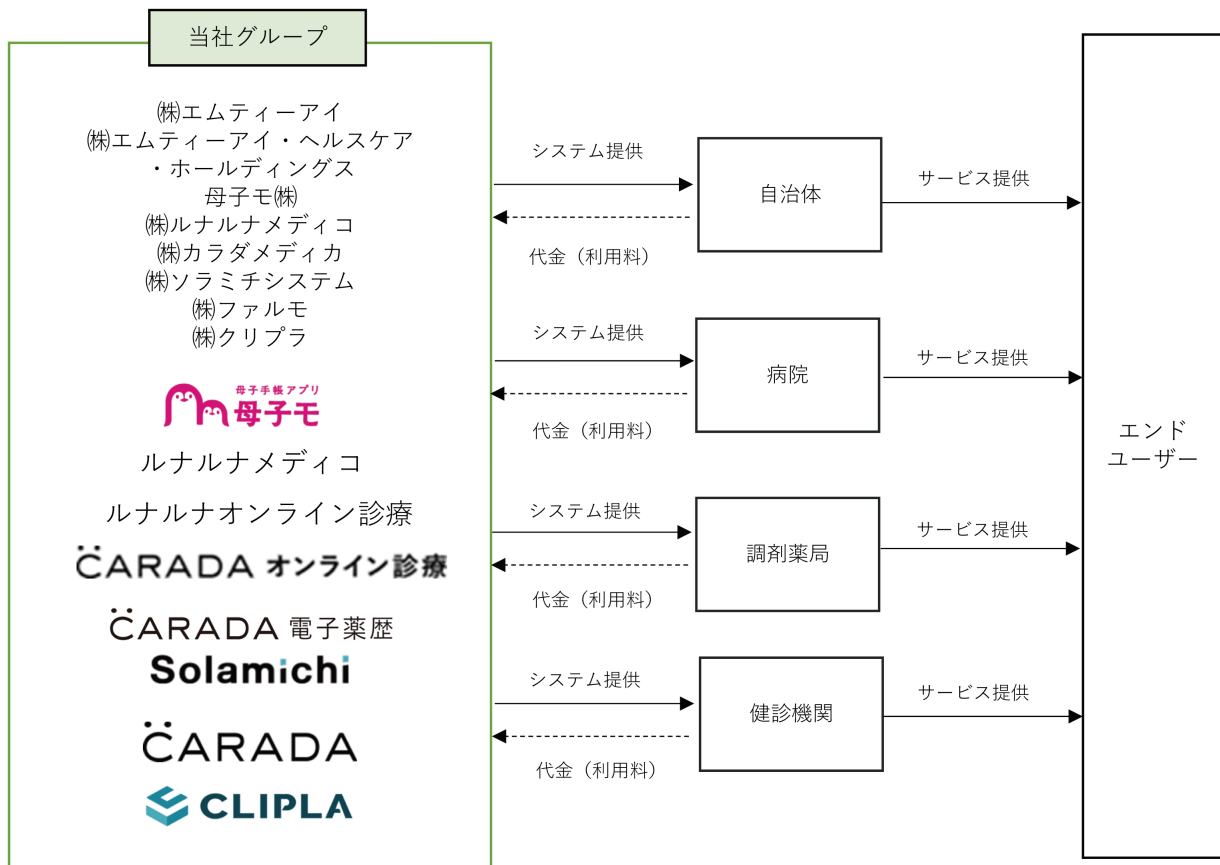 当社グループ
㈱エムティーアイ
㈱エムティーアイ・ヘルスケア
・ホールディングス
母子モ㈱
㈱ルナルナメディコ
㈱カラダメディカ
㈱ソラミチシステム
㈱ファルモ
㈱クリプラ
母子手帳アプリ
母子モ
ルナルナメディコ
ルナルナオンライン診療
CARADA オンライン診療
CARADA 電子薬歴
Solamichi
CARADA
CLIPLA
システム提供
代金（利用料）
自治体
サービス提供
システム提供
代金（利用料）
病院
サービス提供
システム提供
代金（利用料）
調剤薬局
サービス提供
システム提供
代金（利用料）
健診機関
サービス提供
エンド
ユーザー